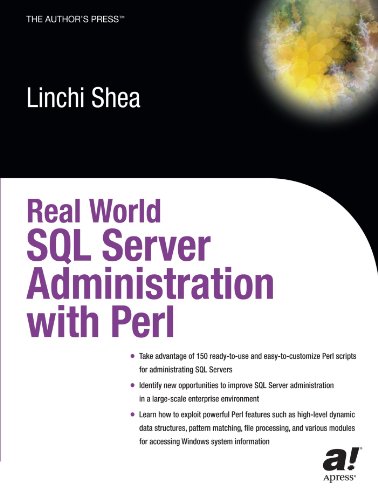 THE AUTHOR'S PRESS™
Linchi Shea
Real World
SQL Server
Administration
with Perl
• Take advantage of 150 ready-to-use and easy-to-customize Perl scripts
for administrating SQL Servers
• Identify new opportunities to improve SQL Server administration
in a large-scale enterprise environment
• Learn how to exploit powerful Perl features such as high-level dynamic
data structures, pattern matching, file processing, and various modules
for accessing Windows system information
a!
Apress®